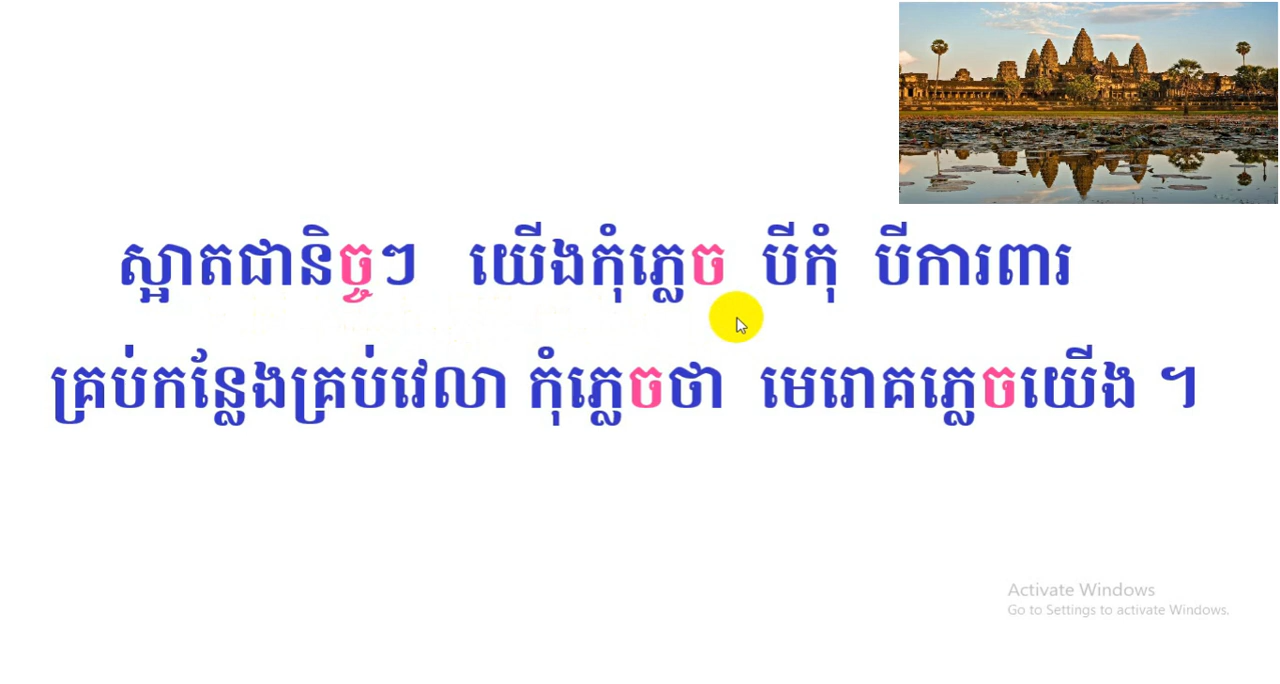 ស្អាតជានិច្ចៗ យើងកុំភ្លេច បីកុំ បីការពារ
គ្រប់កន្លែងគ្រប់វេលា កុំភ្លេចថា មេរោគភ្លេចយើង ។
Activate Windows
Go to Settings to activate Windows.